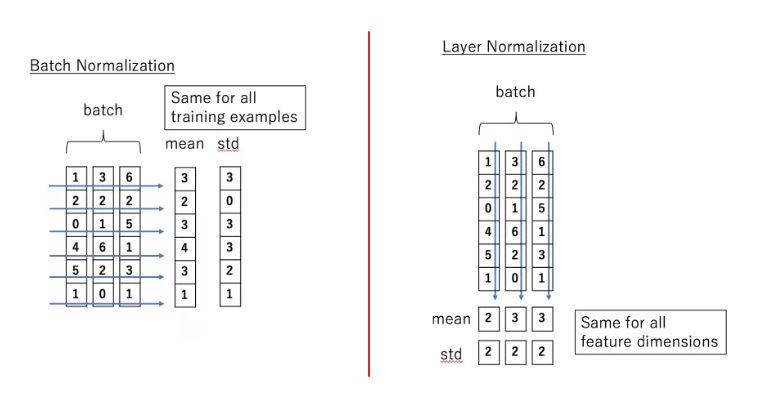 Batch Normalization
batch
Same for all
training examples
mean std
1 3 6 3 3
2 2 2 2 0
0 1 5 3 3
4 6 1 4 3
5 2 3 3 2
1 0 1 1 1
Layer Normalization
batch
1 3 6
2 2 2
0 1 5
4 6 1
5 2 3
1 0 1
mean 2 3 3
std 2 2 2
Same for all
feature dimensions